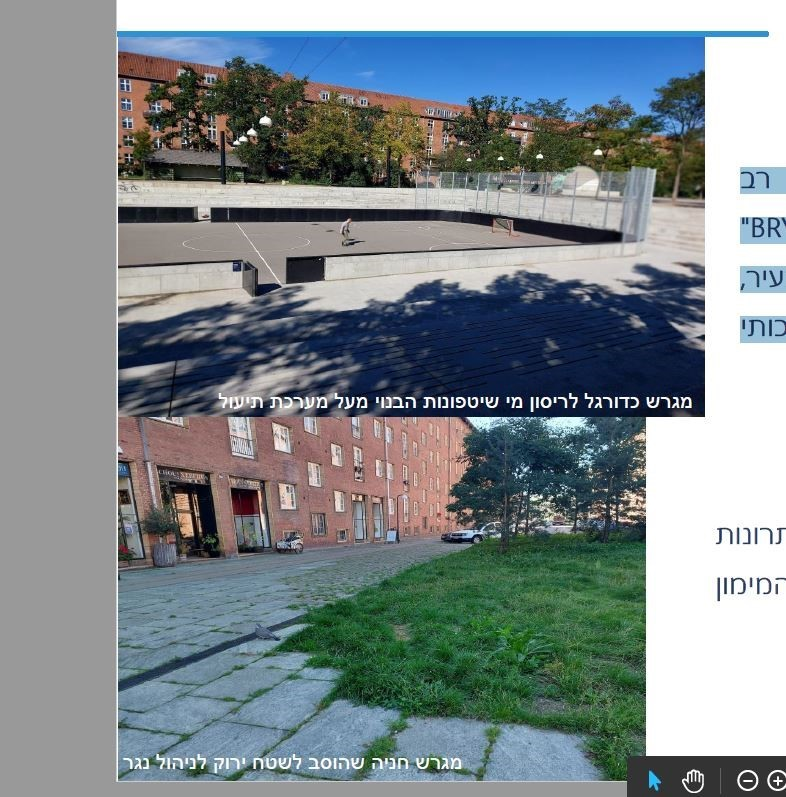 רב
"BRY
עיר,
כותי
מגרש כדורגל לריסון מי שיטפונות הבנוי מעל מערכת תיעול
תרונות
המימון
מגרש חניה שהוסב לשטח ירוק לניהול נגר